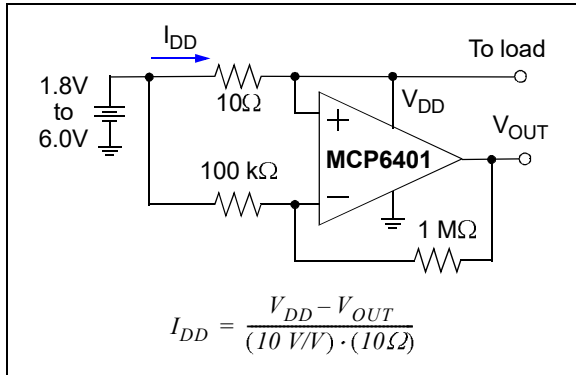 I_DD
To load
1.8V
to
6.0V
10Ω
V_DD
V_OUT
+
MCP6401
100 kΩ
−
1 MΩ
I_DD = (V_DD − V_OUT) / ((10 V/V) · (10Ω))